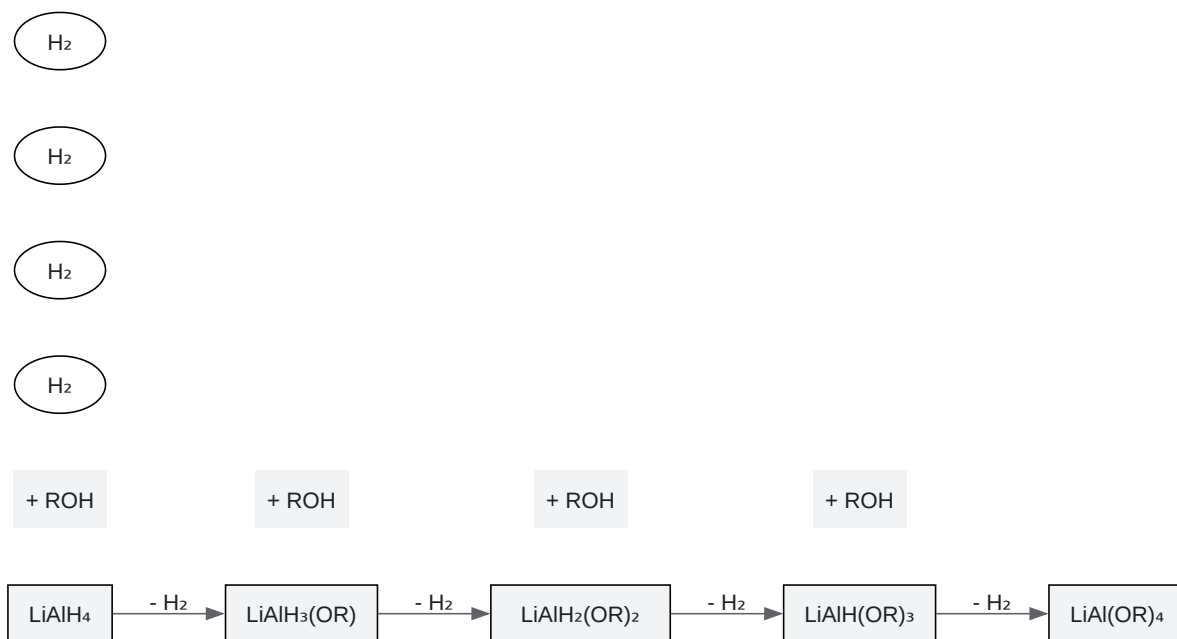 H₂
H₂
H₂
H₂
+ ROH + ROH + ROH + ROH
LiAlH₄ - H₂ LiAlH₃(OR) - H₂ LiAlH₂(OR)₂ - H₂ LiAlH(OR)₃ - H₂ LiAl(OR)₄